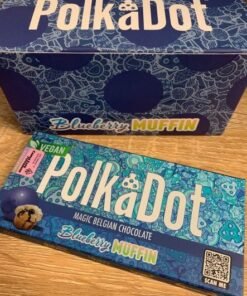 PolkaDot
Blueberry MUFFIN
VEGAN
PolkaDot
MAGIC BELGIAN CHOCOLATE
Blueberry MUFFIN
SCAN ME